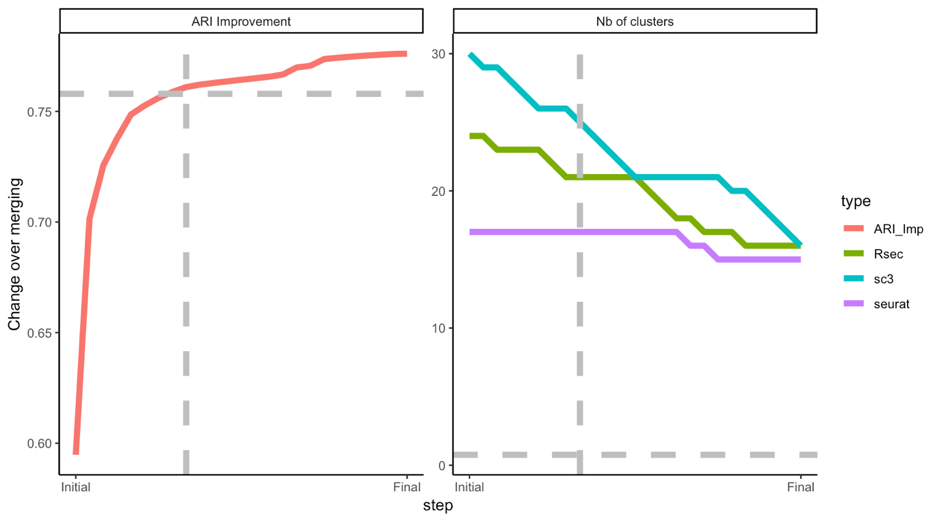 ARI Improvement
Nb of clusters
Change over merging
0.75
0.70
0.65
0.60
30
20
10
0
Initial
Final
Initial
Final
step
type
ARI_Imp
Rsec
sc3
seurat